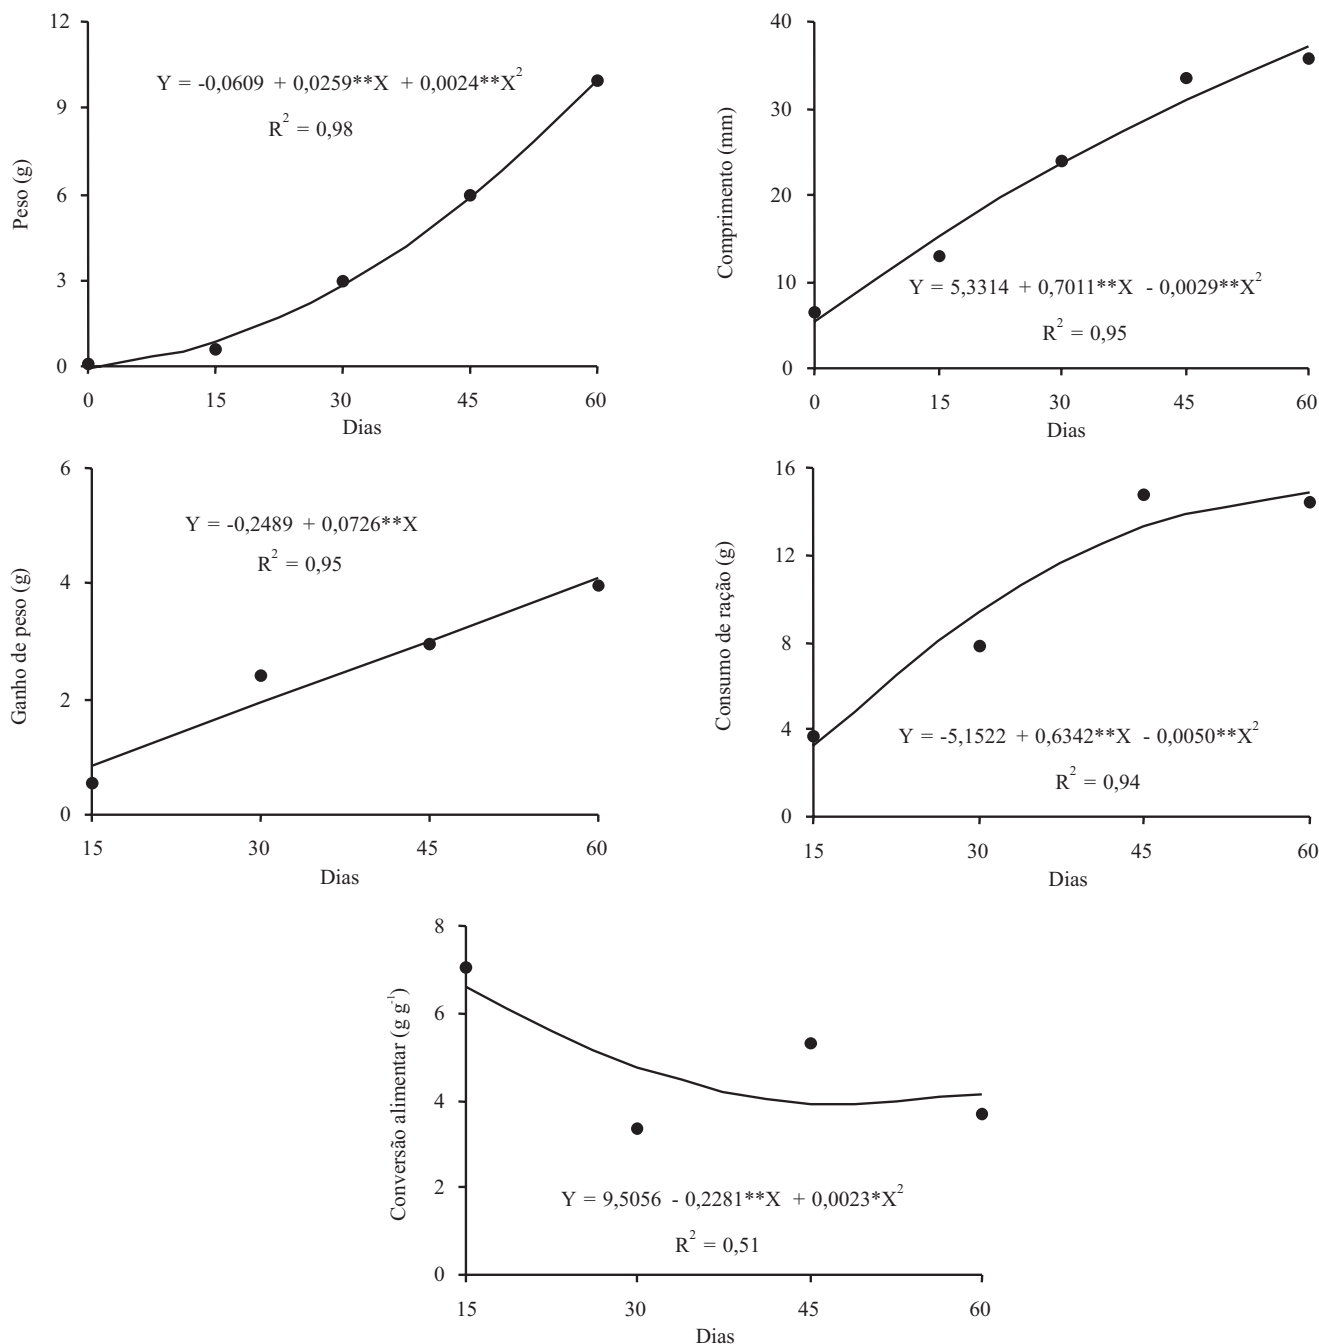 12
9
6
3
0
Peso (g)
Y = -0,0609 + 0,0259**X + 0,0024**X²
R² = 0,98
0 15 30 45 60
Dias
40
30
20
10
0
Comprimento (mm)
Y = 5,3314 + 0,7011**X - 0,0029**X²
R² = 0,95
0 15 30 45 60
Dias
6
4
2
0
Ganho de peso (g)
Y = -0,2489 + 0,0726**X
R² = 0,95
15 30 45 60
Dias
16
12
8
4
0
Consumo de ração (g)
Y = -5,1522 + 0,6342**X - 0,0050**X²
R² = 0,94
15 30 45 60
Dias
8
6
4
2
0
Conversão alimentar (g g⁻¹)
Y = 9,5056 - 0,2281**X + 0,0023*X²
R² = 0,51
15 30 45 60
Dias